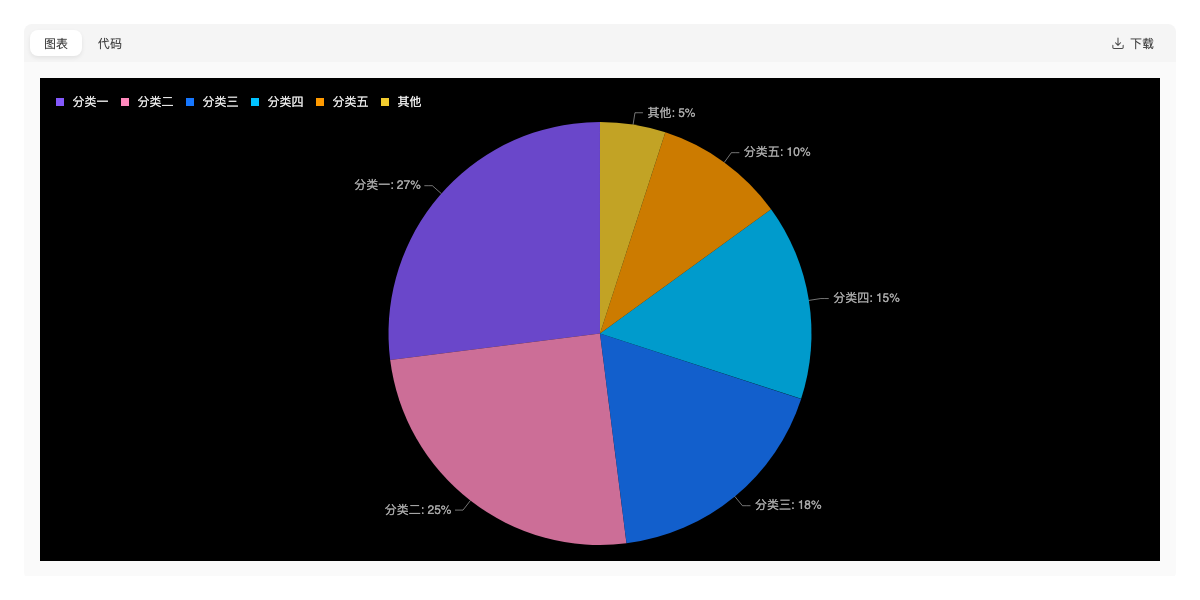 图表 代码 下载
分类一 分类二 分类三 分类四 分类五 其他
其他: 5%
分类五: 10%
分类一: 27%
分类四: 15%
分类三: 18%
分类二: 25%